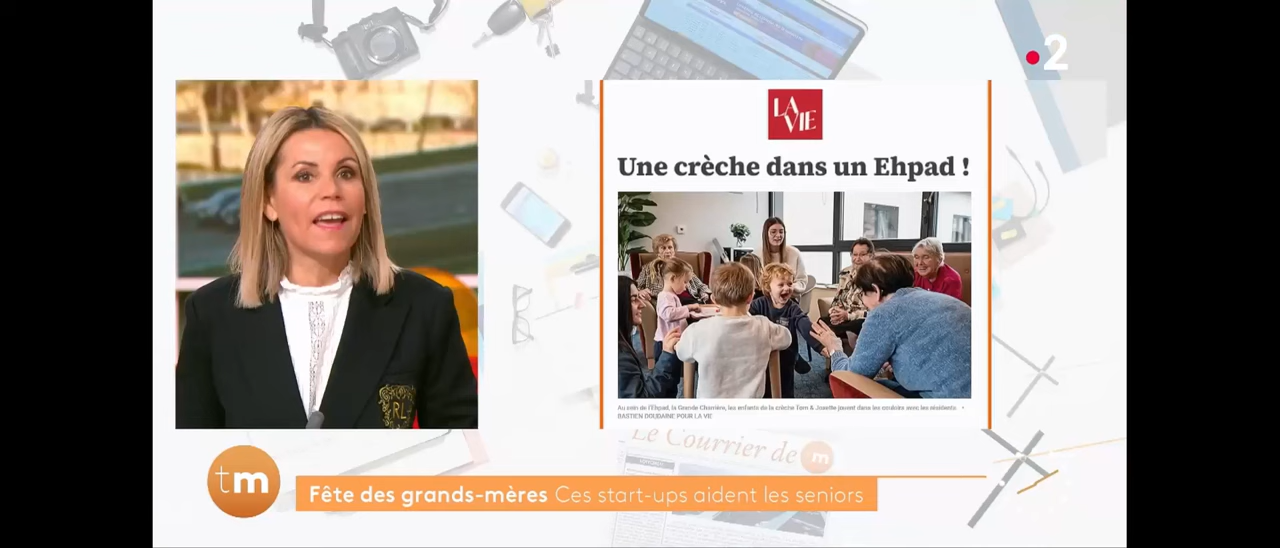 2
LA
VIE
Une crèche dans un Ehpad !
Au sein de l'Ehpad, la Grande Charrière, les enfants de la crèche Tom & Josette jouent dans les couloirs avec les résidents. •
BASTIEN DOUDAINE POUR LA VIE
RL
Le Courrier de tm
tm
Fête des grands-mères Ces start-ups aident les seniors